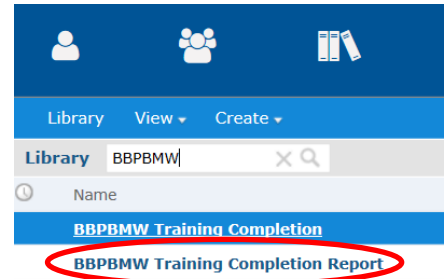 Library View Create
Library BBPBMW
Name
BBPBMW Training Completion
BBPBMW Training Completion Report